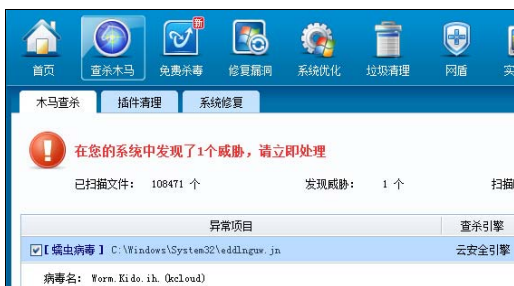 新
首页 查杀木马 免费杀毒 修复漏洞 系统优化 垃圾清理 网盾 实
木马查杀 插件清理 系统修复
在您的系统中发现了1个威胁，请立即处理
已扫描文件： 108471 个 发现威胁： 1 个 扫描
异常项目 查杀引擎
【蠕虫病毒】C:\Windows\System32\eddlnguw.jn 云安全引擎
病毒名： Worm.Kido.ih.(kcloud)